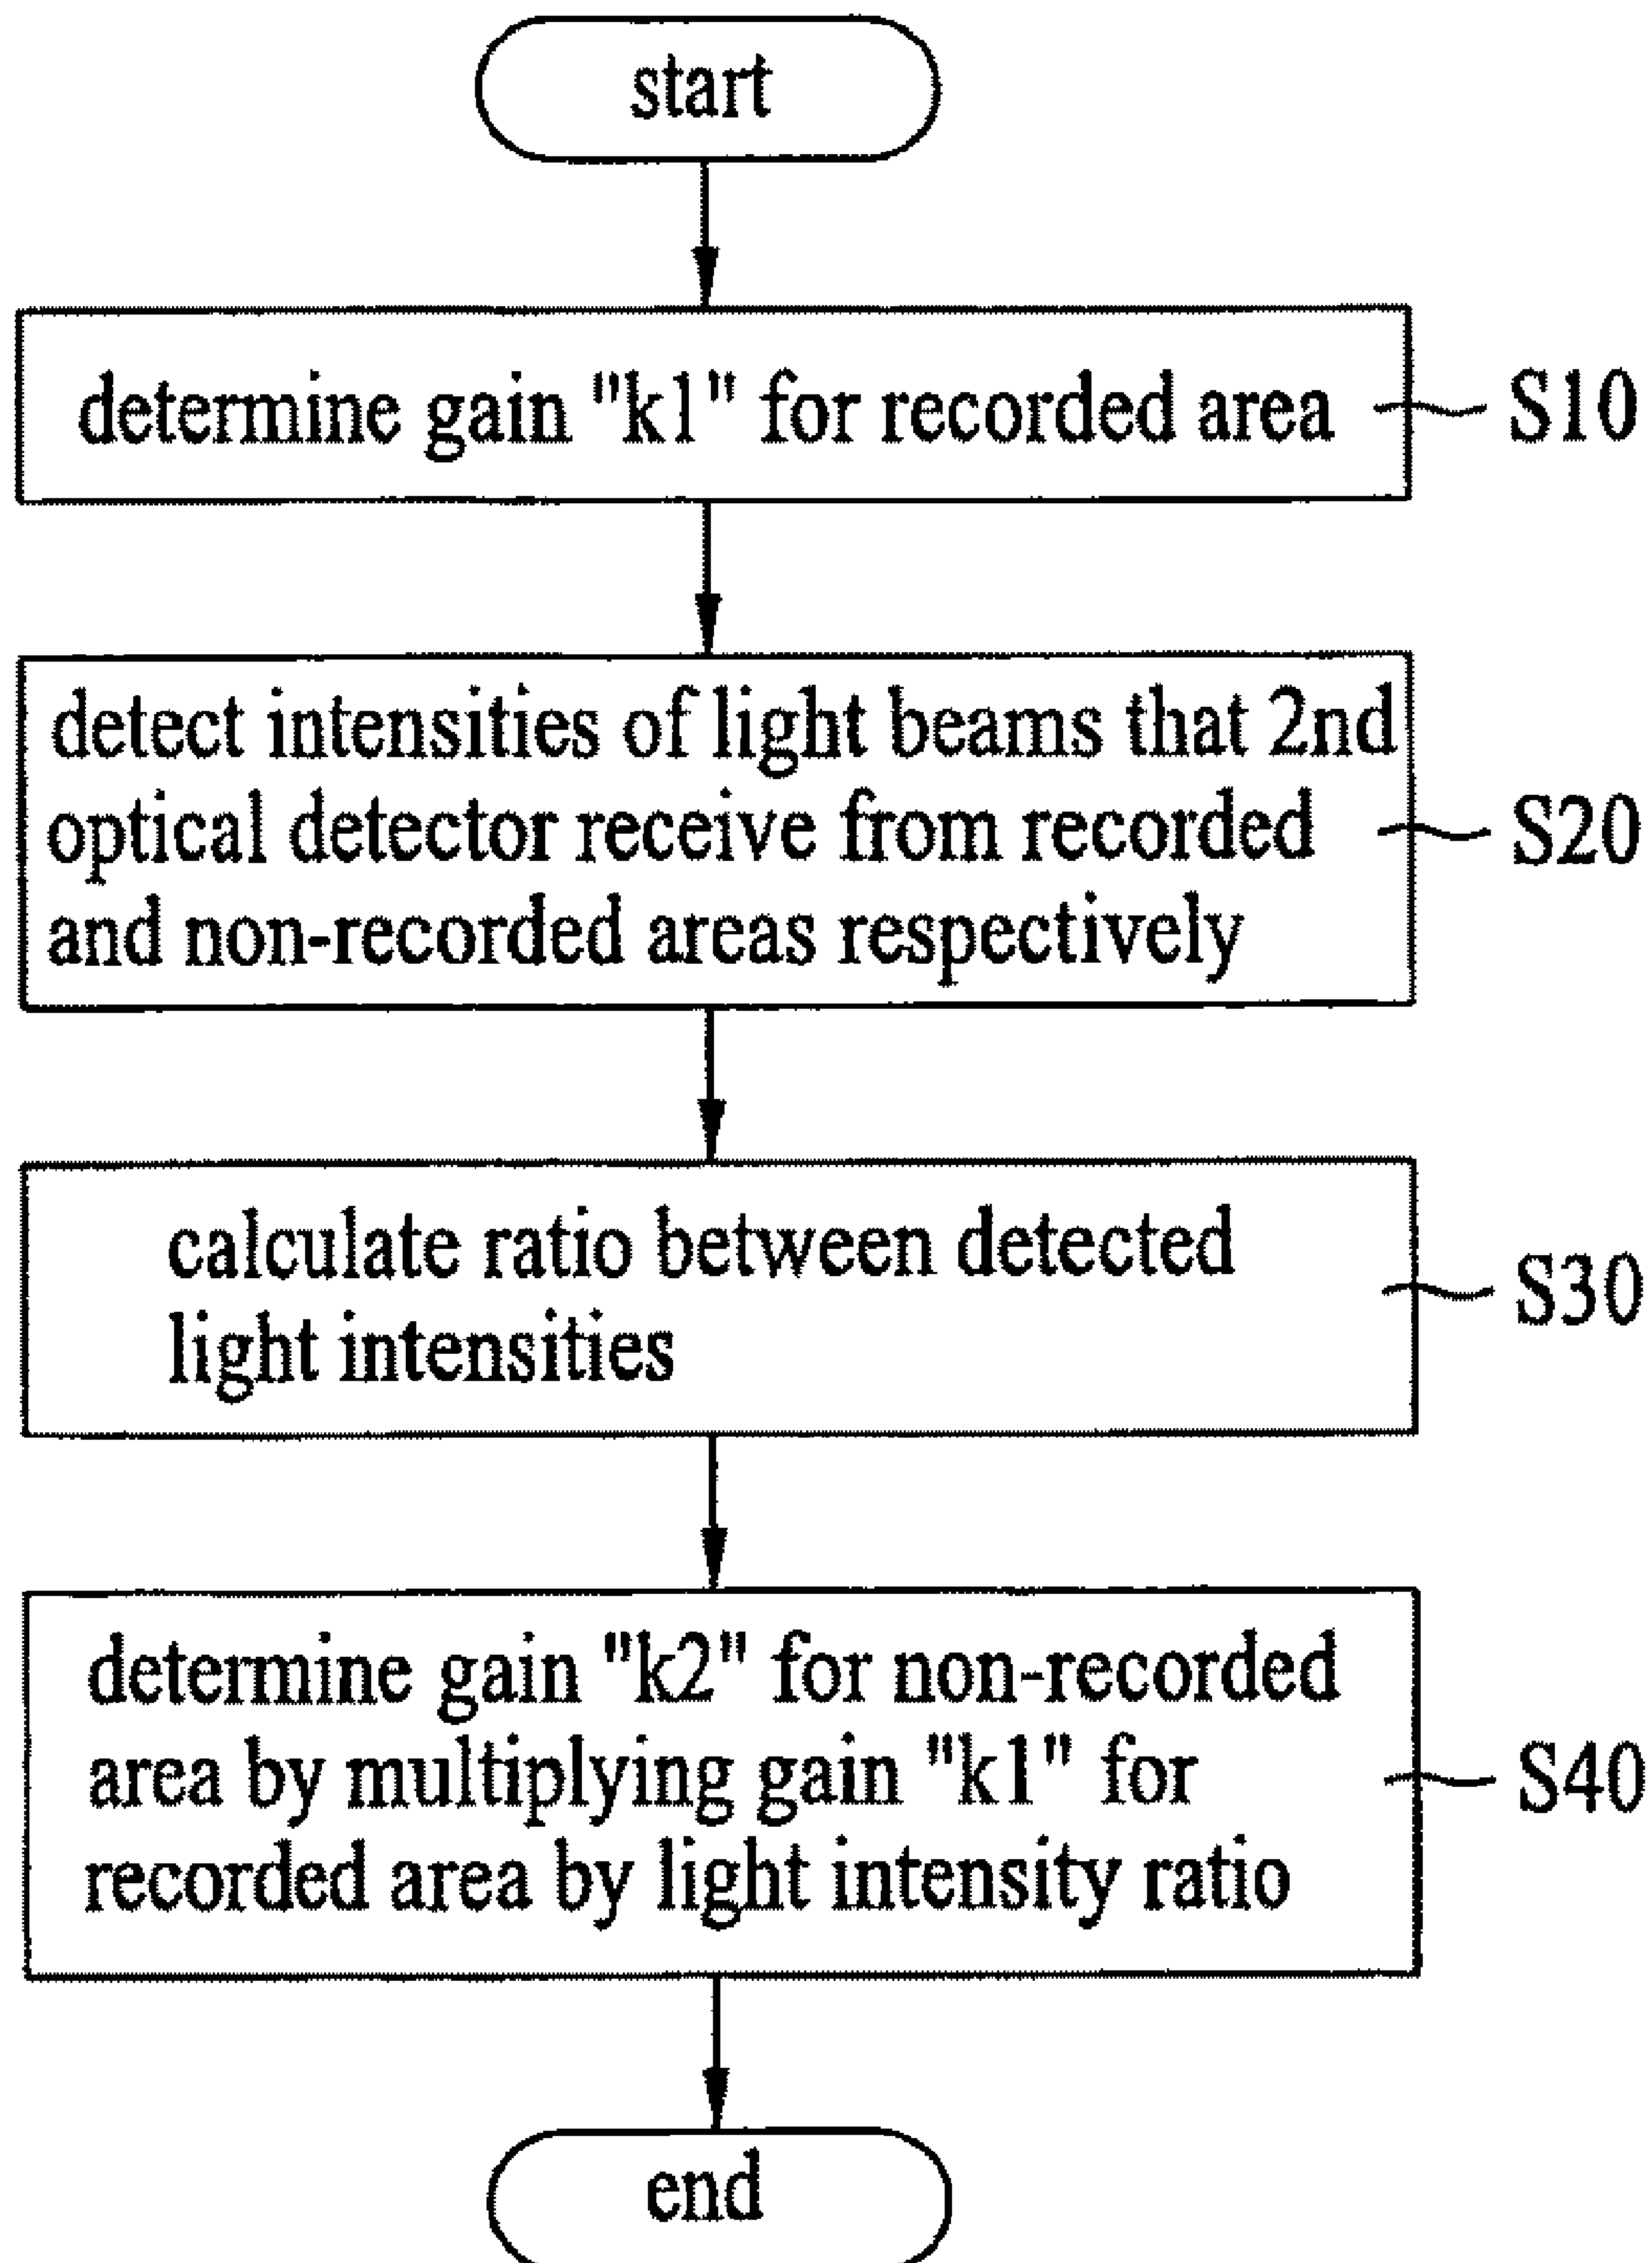 start
determine gain "k1" for recorded area
S10
detect intensities of light beams that 2nd
optical detector receive from recorded
and non-recorded areas respectively
S20
calculate ratio between detected
light intensities
S30
determine gain "k2" for non-recorded
area by multiplying gain "k1" for
recorded area by light intensity ratio
S40
end